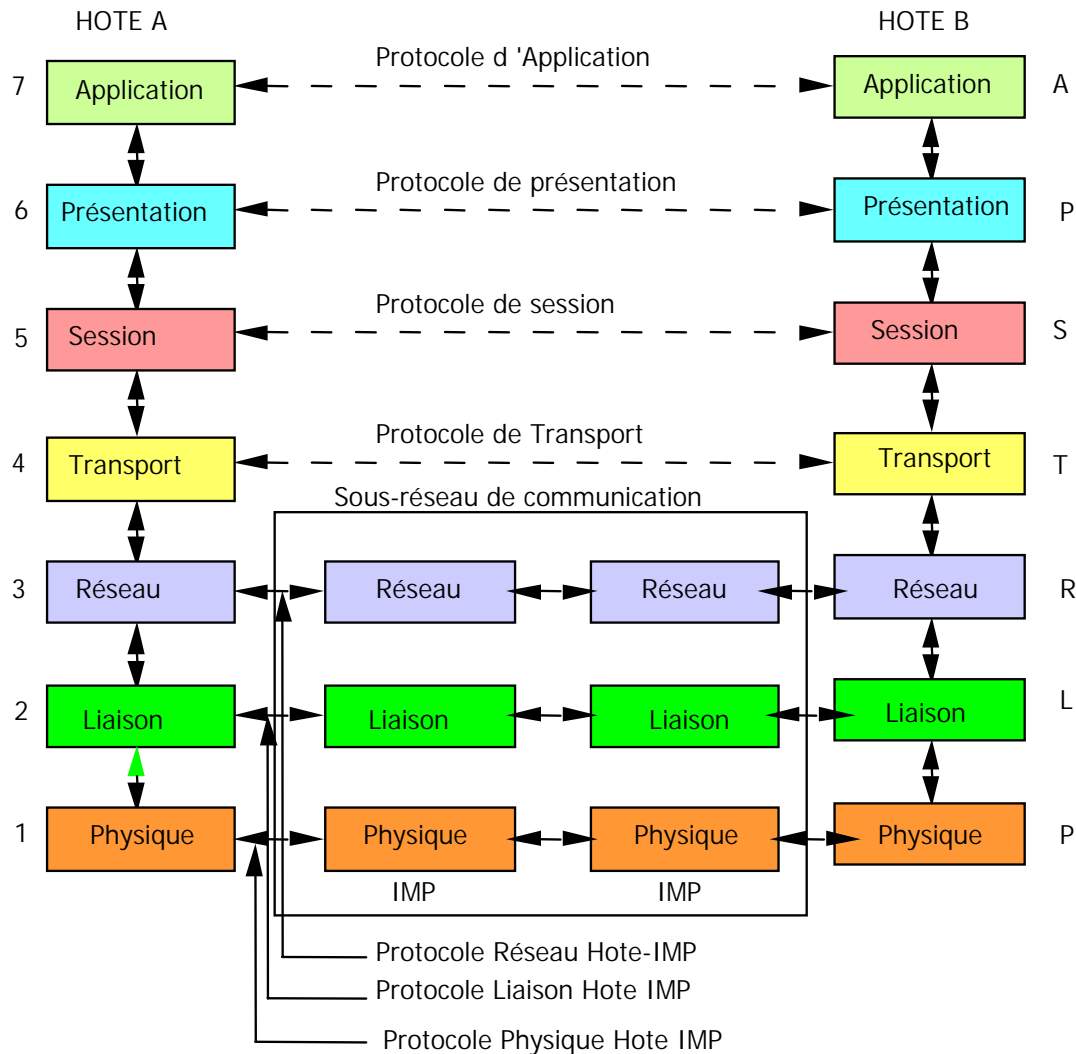 HOTE A HOTE B
Protocole d 'Application
7 Application Application A
Protocole de présentation
6 Présentation Présentation P
Protocole de session
5 Session Session S
Protocole de Transport
4 Transport Transport T
Sous-réseau de communication
3 Réseau Réseau Réseau Réseau R
2 Liaison Liaison Liaison Liaison L
1 Physique Physique Physique Physique P
IMP IMP
Protocole Réseau Hote-IMP
Protocole Liaison Hote IMP
Protocole Physique Hote IMP